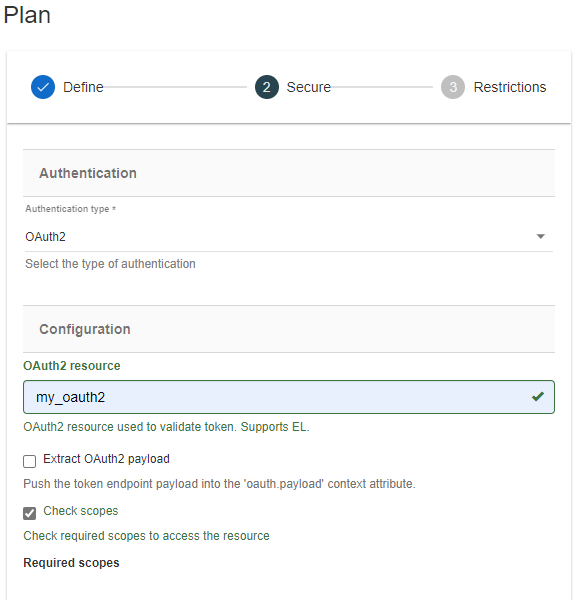 Plan
Define 2 Secure 3 Restrictions
Authentication
Authentication type *
OAuth2
Select the type of authentication
Configuration
OAuth2 resource
my_oauth2
OAuth2 resource used to validate token. Supports EL.
Extract OAuth2 payload
Push the token endpoint payload into the 'oauth.payload' context attribute.
Check scopes
Check required scopes to access the resource
Required scopes